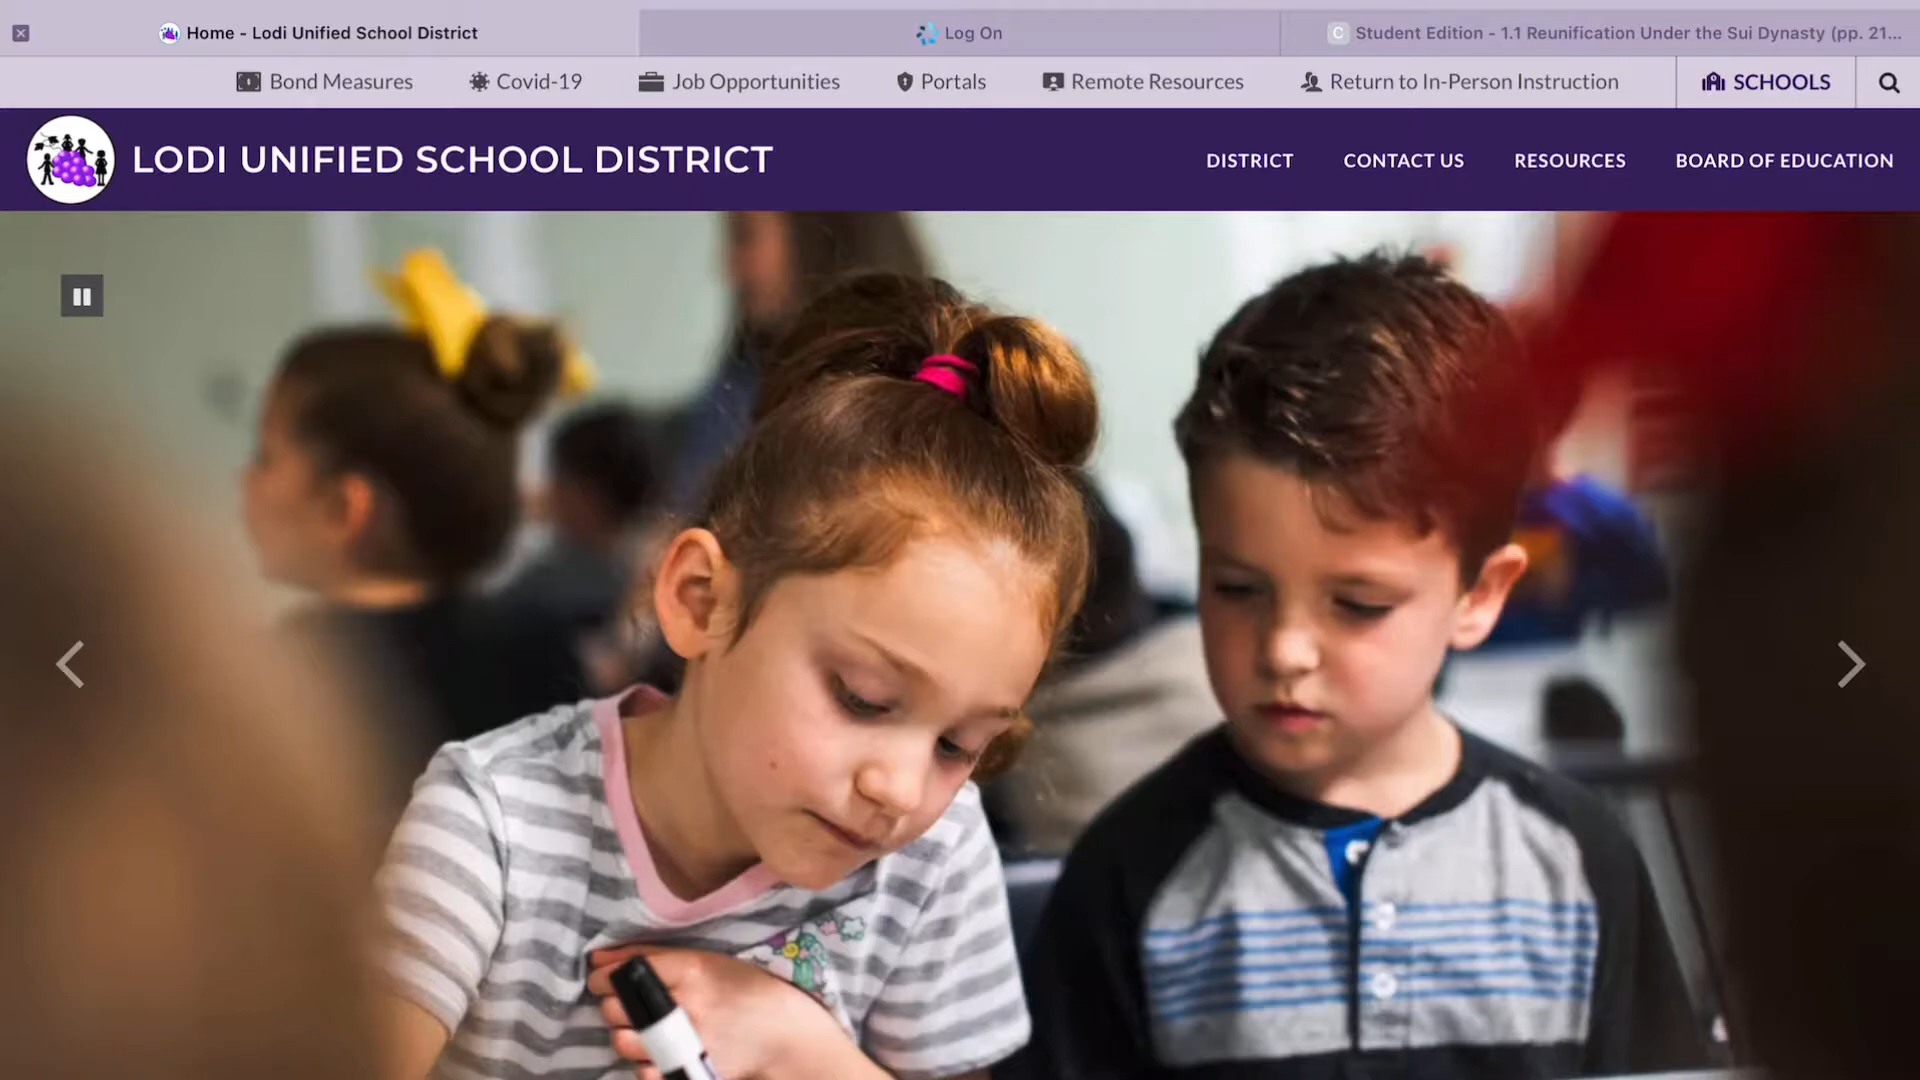 Home - Lodi Unified School District
Log On
C Student Edition - 1.1 Reunification Under the Sui Dynasty (pp. 21...
Bond Measures
Covid-19
Job Opportunities
Portals
Remote Resources
Return to In-Person Instruction
SCHOOLS
LODI UNIFIED SCHOOL DISTRICT
DISTRICT
CONTACT US
RESOURCES
BOARD OF EDUCATION